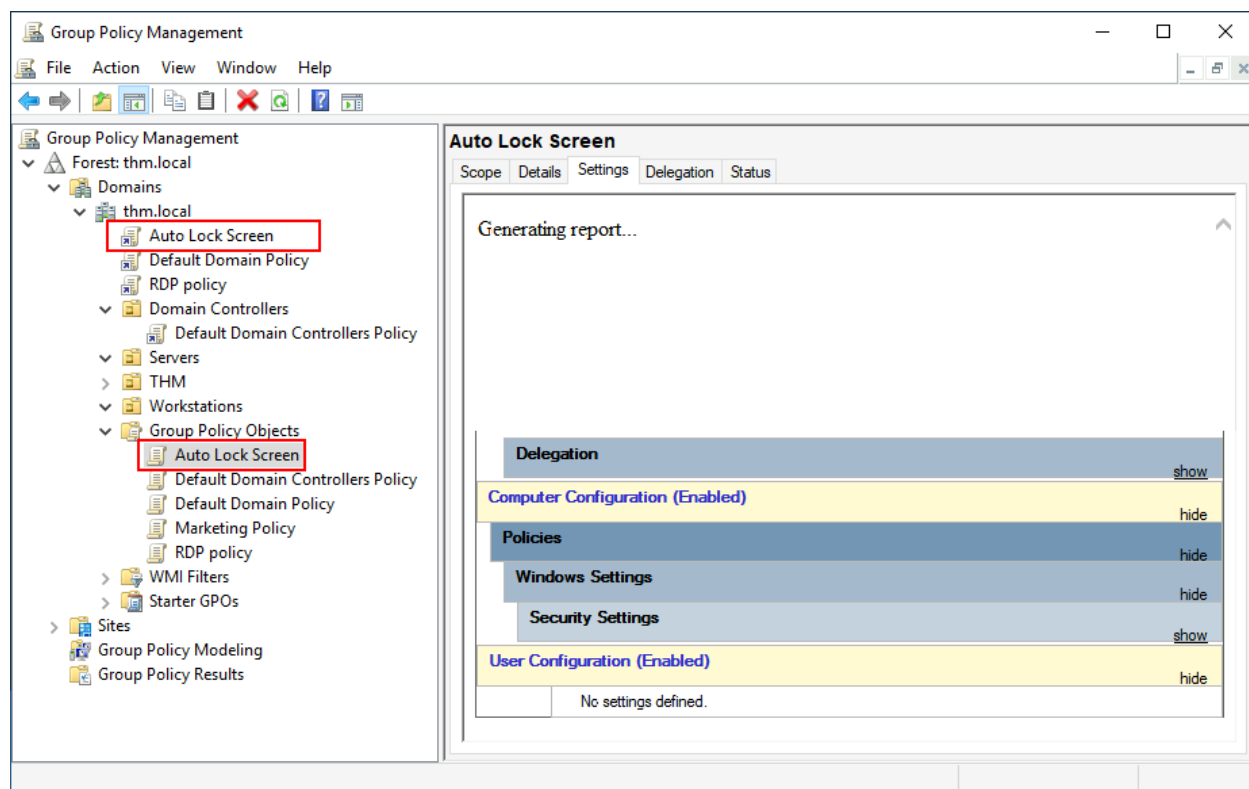 Group Policy Management
File Action View Window Help
Group Policy Management
Forest: thm.local
Domains
thm.local
Auto Lock Screen
Default Domain Policy
RDP policy
Domain Controllers
Default Domain Controllers Policy
Servers
THM
Workstations
Group Policy Objects
Auto Lock Screen
Default Domain Controllers Policy
Default Domain Policy
Marketing Policy
RDP policy
WMI Filters
Starter GPOs
Sites
Group Policy Modeling
Group Policy Results
Auto Lock Screen
Scope Details Settings Delegation Status
Generating report...
Delegation
show
Computer Configuration (Enabled)
hide
Policies
hide
Windows Settings
hide
Security Settings
show
User Configuration (Enabled)
hide
No settings defined.